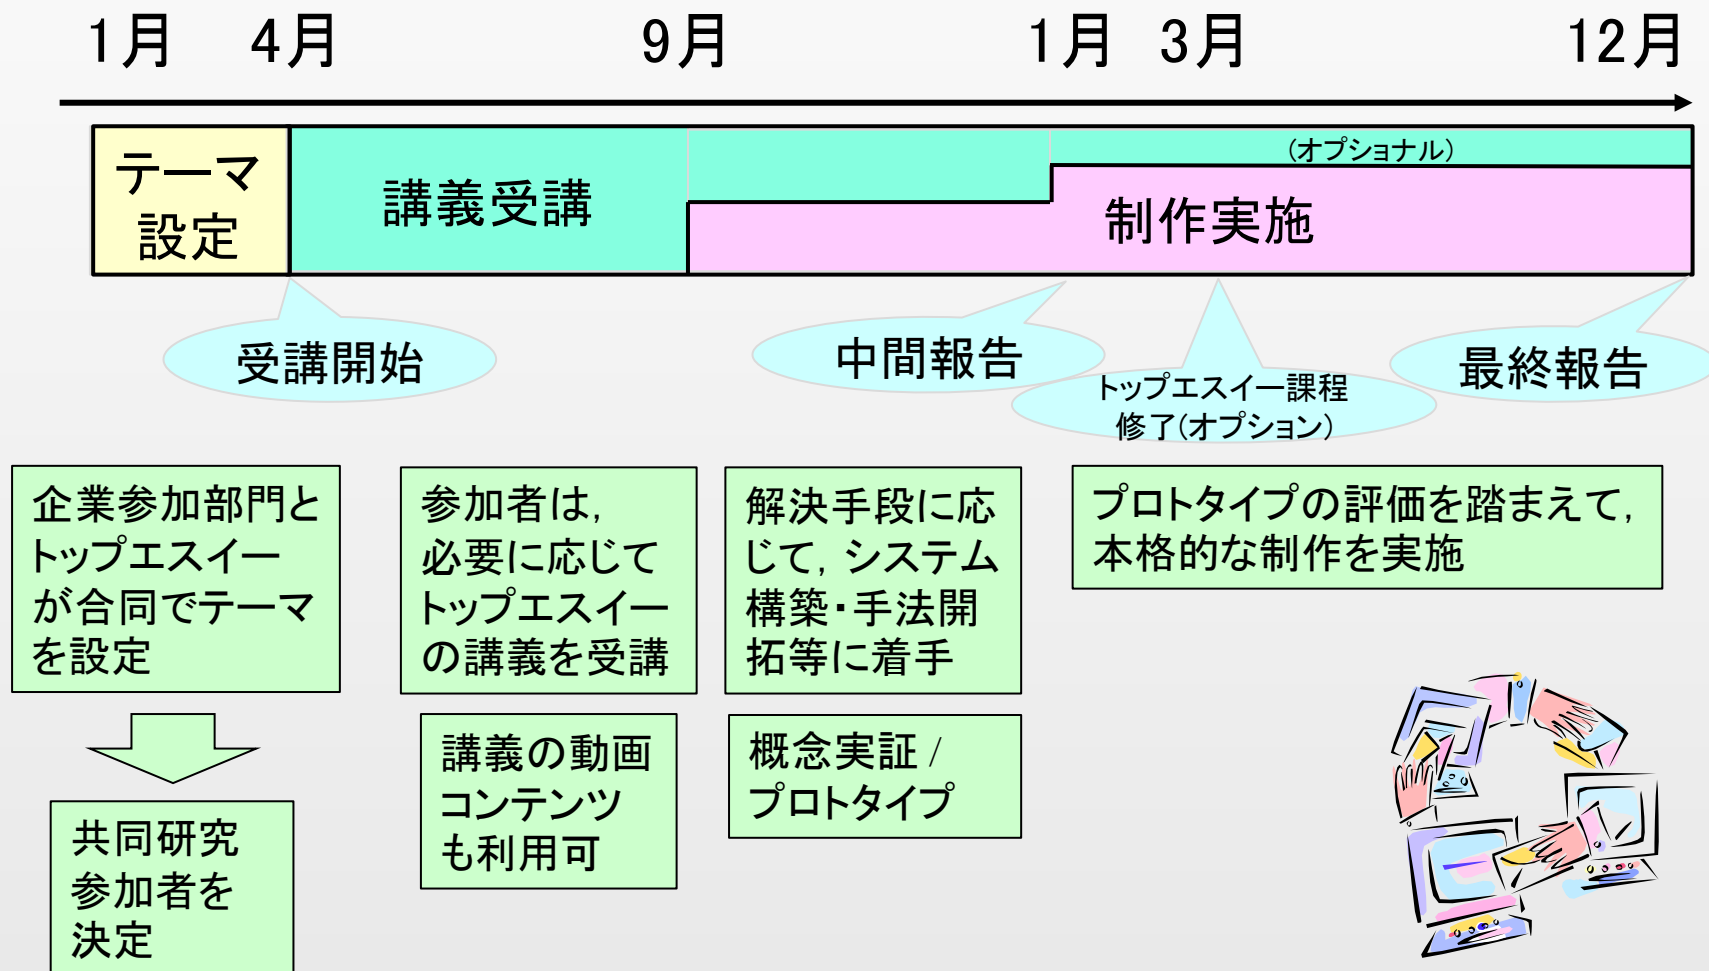 1月 4月 9月 1月 3月 12月
テーマ
設定
講義受講
(オプショナル)
制作実施
受講開始
中間報告
トップエスイー課程
修了(オプション)
最終報告
企業参加部門と
トップエスイー
が合同でテーマ
を設定
共同研究
参加者を
決定
参加者は,
必要に応じて
トップエスイー
の講義を受講
講義の動画
コンテンツ
も利用可
解決手段に応
じて, システム
構築・手法開
拓等に着手
概念実証 /
プロトタイプ
プロトタイプの評価を踏まえて,
本格的な制作を実施